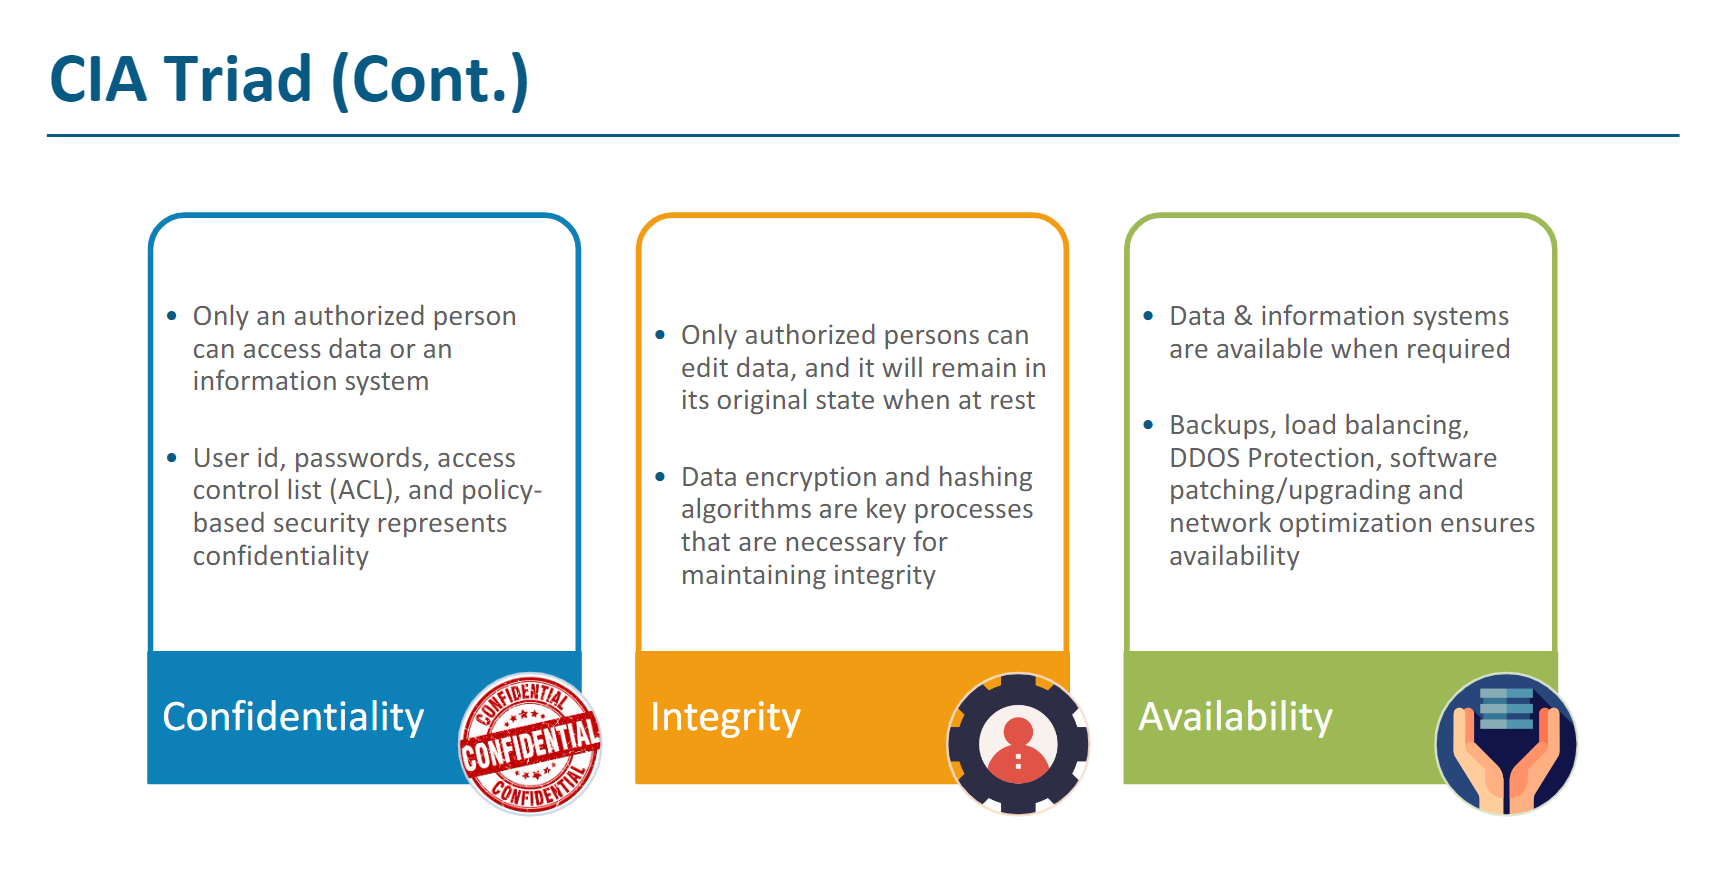 CIA Triad (Cont.)
• Only an authorized person
can access data or an
information system
• User id, passwords, access
control list (ACL), and policy-
based security represents
confidentiality
Confidentiality
CONFIDENTIAL
CONFIDENTIAL
CONFIDENTIAL
• Only authorized persons can
edit data, and it will remain in
its original state when at rest
• Data encryption and hashing
algorithms are key processes
that are necessary for
maintaining integrity
Integrity
• Data & information systems
are available when required
• Backups, load balancing,
DDOS Protection, software
patching/upgrading and
network optimization ensures
availability
Availability